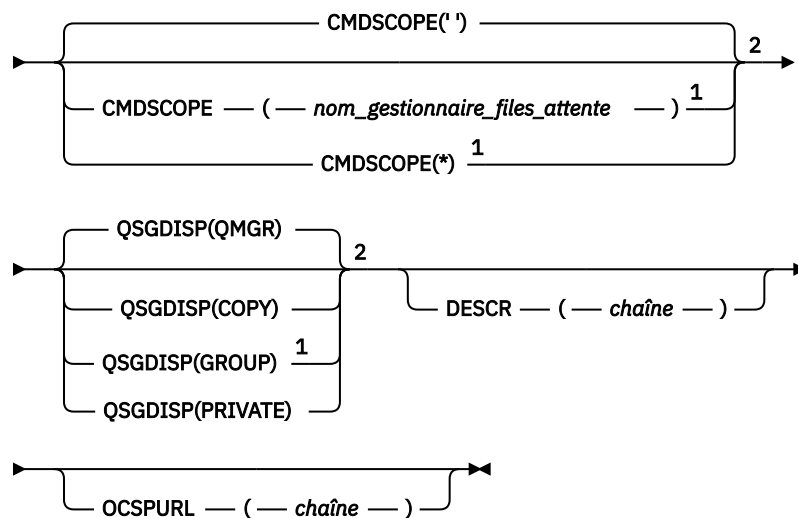 CMDSCOPE(' ')
2
CMDSCOPE ( nom_gestionnaire_files_attente ) 1
CMDSCOPE(*) 1
QSGDISP(QMGR)
2
QSGDISP(COPY)
DESCR ( chaîne )
QSGDISP(GROUP) 1
QSGDISP(PRIVATE)
OCSPURL ( chaîne )